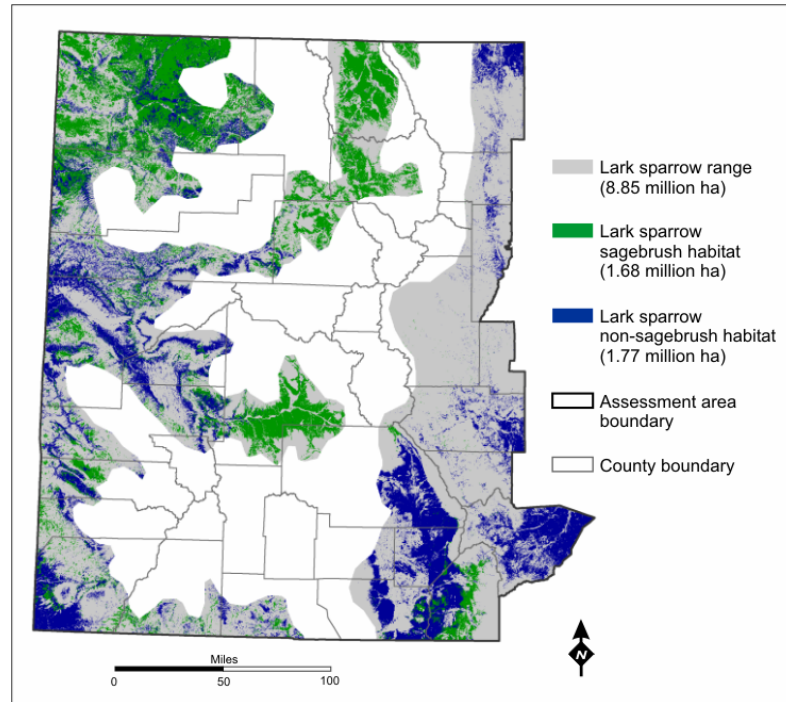 Lark sparrow range
(8.85 million ha)
Lark sparrow
sagebrush habitat
(1.68 million ha)
Lark sparrow
non-sagebrush habitat
(1.77 million ha)
Assessment area
boundary
County boundary
Miles
0 50 100
N